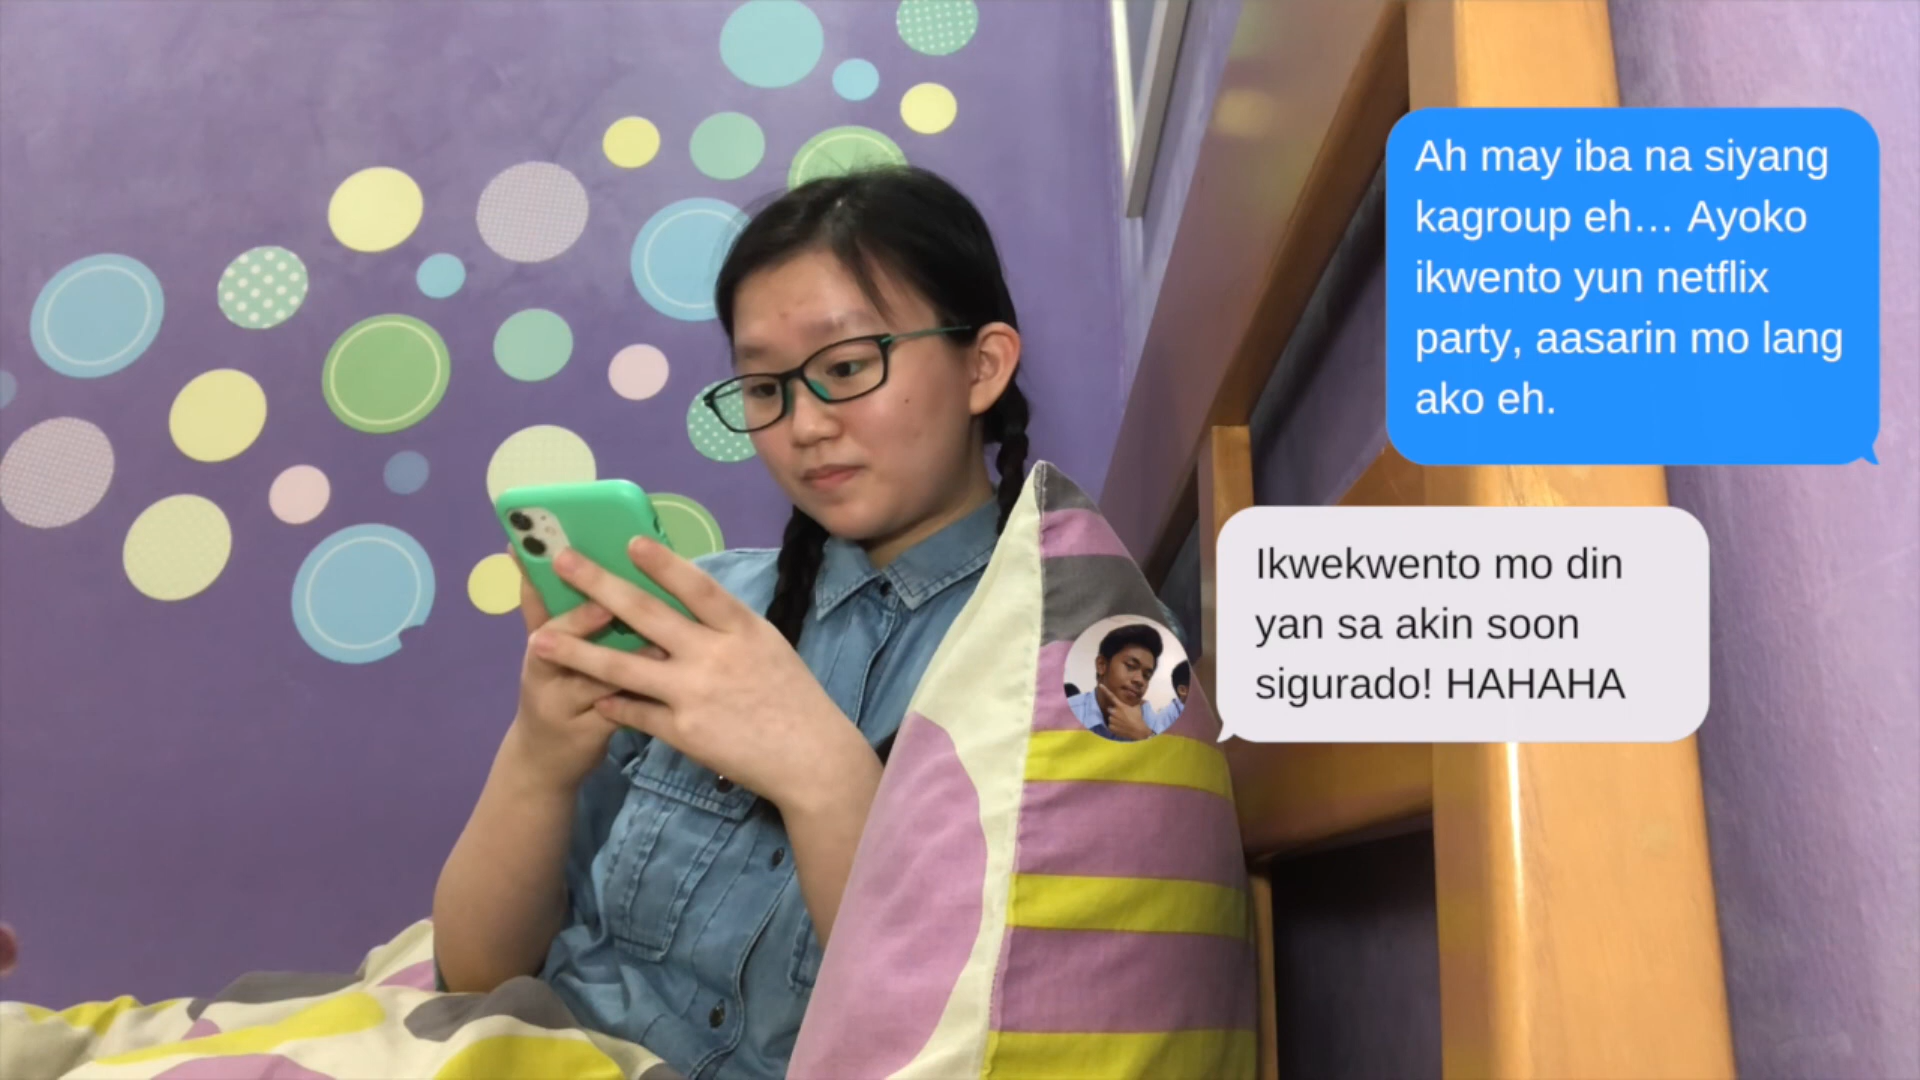 Ah may iba na siyang
kagroup eh... Ayoko
ikwento yun netflix
party, aasarin mo lang
ako eh.
Ikwekwento mo din
yan sa akin soon
sigurado! HAHAHA